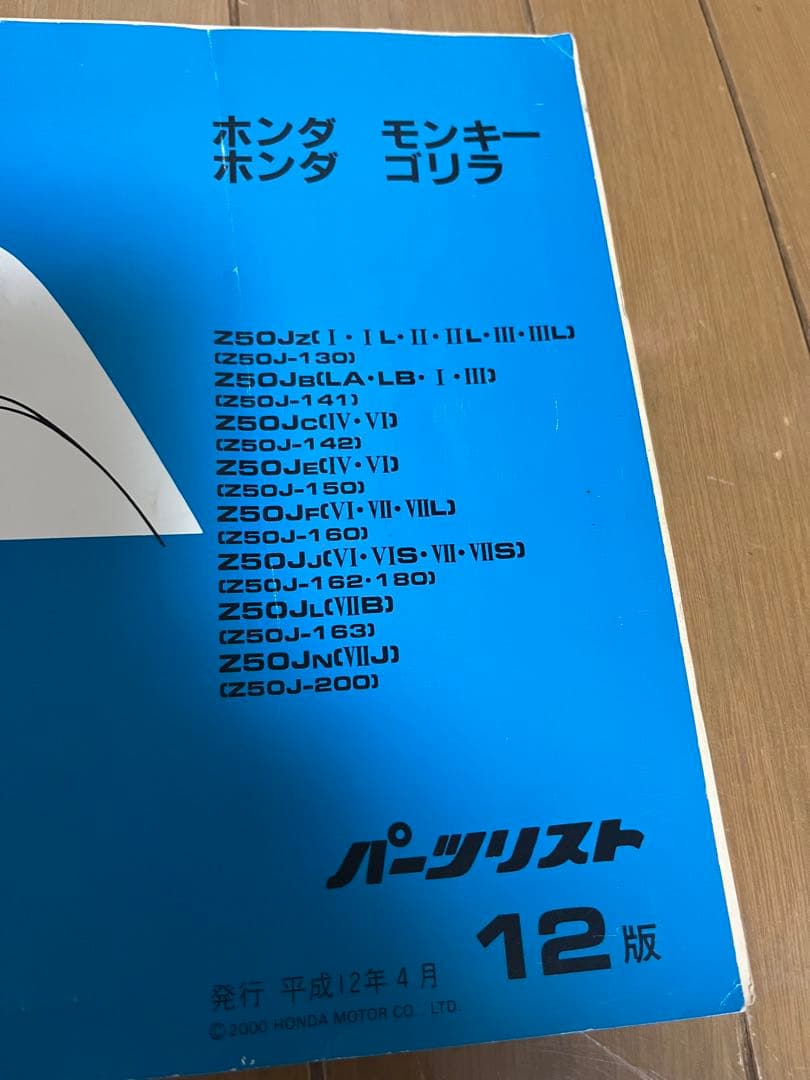 ホンダ　モンキー
ホンダ　ゴリラ
Z50JZ(Ⅰ・ⅠL・Ⅱ・ⅡL・Ⅲ・ⅢL)
(Z50J-130)
Z50JB(LA・LB・Ⅰ・Ⅲ)
(Z50J-141)
Z50JC(Ⅳ・Ⅵ)
(Z50J-142)
Z50JE(Ⅳ・Ⅵ)
(Z50J-150)
Z50JF(Ⅵ・Ⅶ・ⅦL)
(Z50J-160)
Z50JJ(Ⅵ・ⅥS・Ⅶ・ⅦS)
(Z50J-162・180)
Z50JL(ⅦB)
(Z50J-163)
Z50JN(ⅦJ)
(Z50J-200)
パーツリスト
12版
発行 平成12年4月
©2000 HONDA MOTOR CO., LTD.